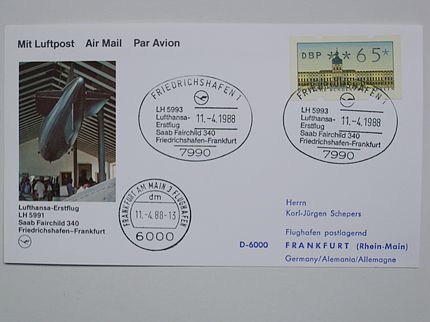 Mit Luftpost Air Mail Par Avion
DBP ** 65*
FRIEDRICHSHAFEN 1
LH 5993
Lufthansa-
Erstflug
11.-4.1988
Saab Fairchild 340
Friedrichshafen-Frankfurt
7990
FRIEDRICHSHAFEN 1
LH 5993
Lufthansa-
Erstflug
11.-4.1988
Saab Fairchild 340
Friedrichshafen-Frankfurt
7990
Lufthansa-Erstflug
LH 5991
Saab Fairchild 340
Friedrichshafen-Frankfurt
FRANKFURT AM MAIN 3 FLUGHAFEN
dm
11.-4.88-13
6000
Herrn
Karl-Jürgen Schepers
Flughafen postlagernd
D-6000 FRANKFURT (Rhein-Main)
Germany/Alemania/Allemagne